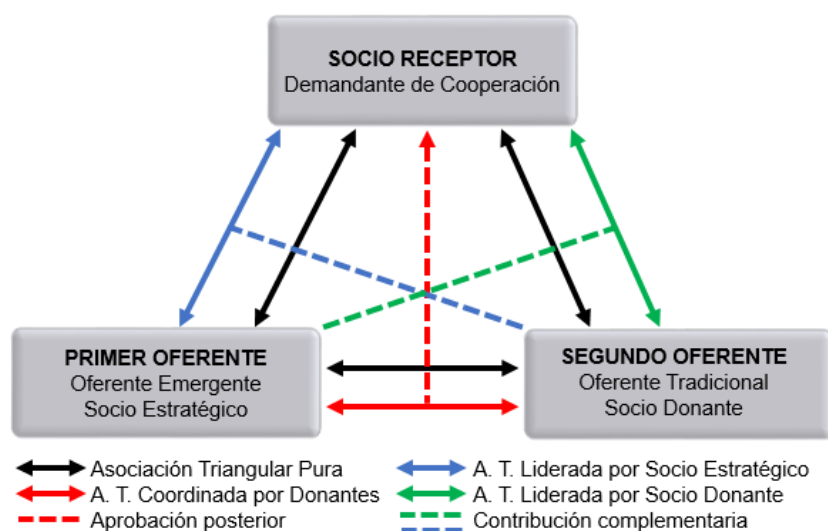 SOCIO RECEPTOR
Demandante de Cooperación
PRIMER OFERENTE
Oferente Emergente
Socio Estratégico
SEGUNDO OFERENTE
Oferente Tradicional
Socio Donante
Asociación Triangular Pura
A. T. Coordinada por Donantes
Aprobación posterior
A. T. Liderada por Socio Estratégico
A. T. Liderada por Socio Donante
Contribución complementaria